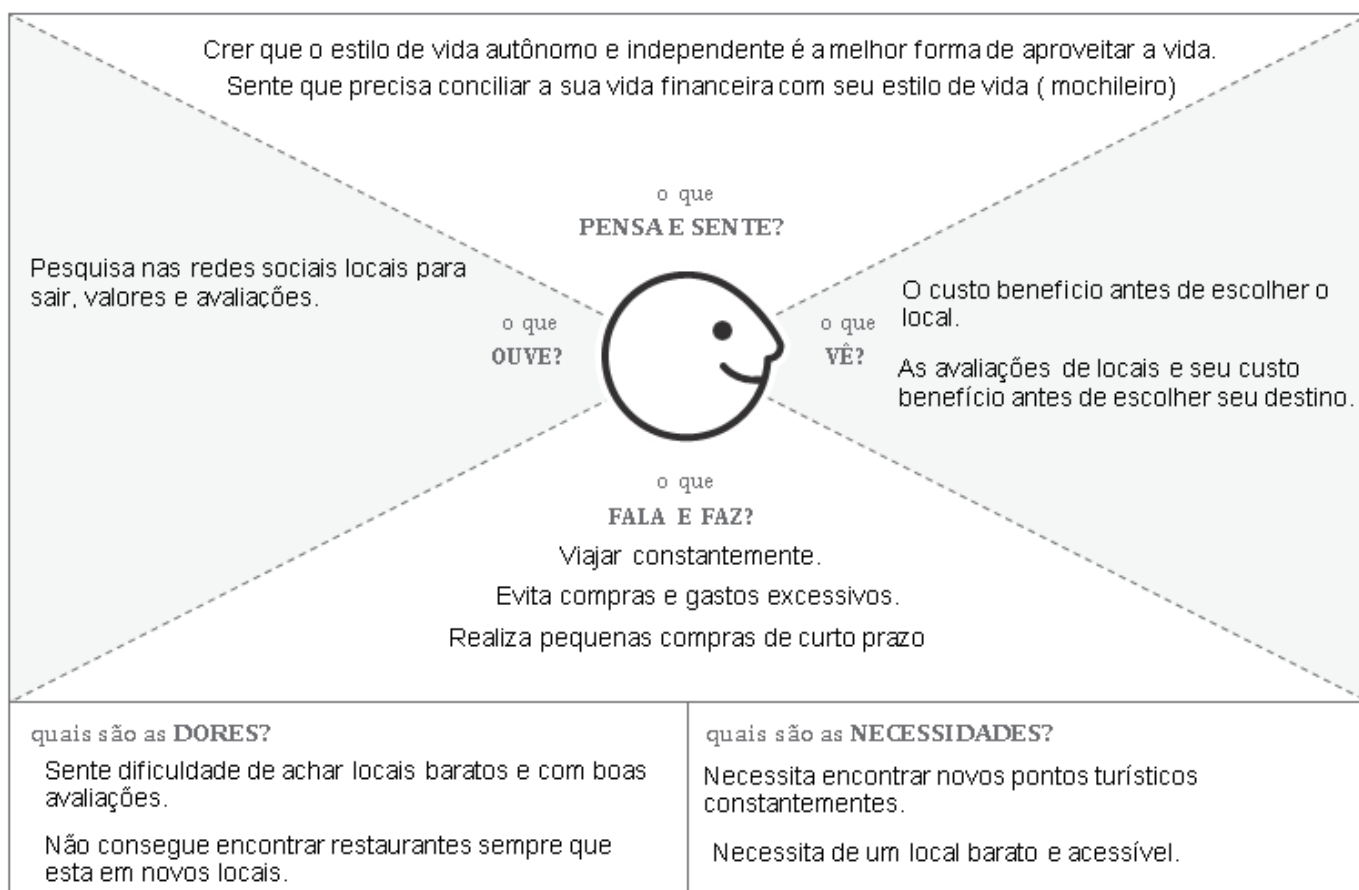 Crer que o estilo de vida autônomo e independente é a melhor forma de aproveitar a vida.
Sente que precisa conciliar a sua vida financeira com seu estilo de vida ( mochileiro)
o que
PENSA E SENTE?
Pesquisa nas redes sociais locais para
sair, valores e avaliações.
o que
OUVE?
o que
VÊ?
O custo beneficio antes de escolher o
local.
As avaliações de locais e seu custo
benefício antes de escolher seu destino.
o que
FALA E FAZ?
Viajar constantemente.
Evita compras e gastos excessivos.
Realiza pequenas compras de curto prazo
quais são as DORES?
Sente dificuldade de achar locais baratos e com boas
avaliações.
Não consegue encontrar restaurantes sempre que
esta em novos locais.
quais são as NECESSIDADES?
Necessita encontrar novos pontos turísticos
constantementes.
Necessita de um local barato e acessível.